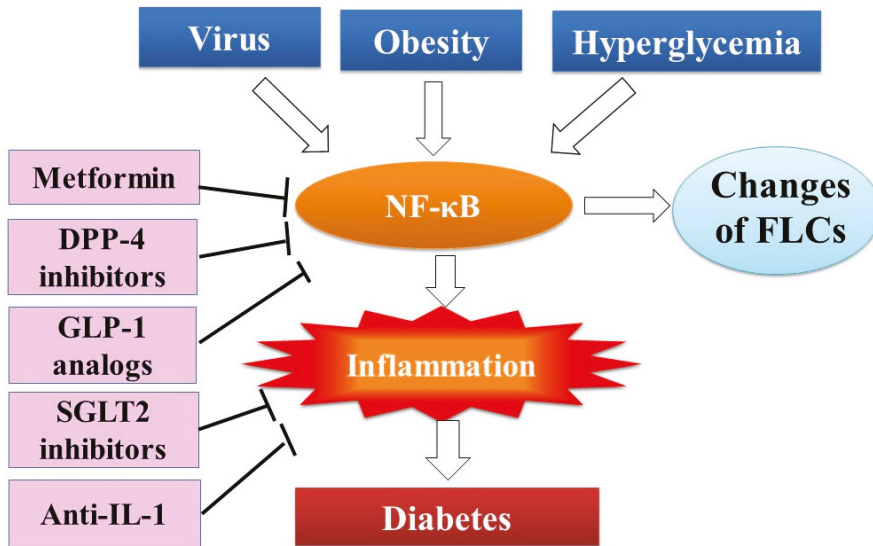 Virus
Obesity
Hyperglycemia
Metformin
NF-κB
Changes
of FLCs
DPP-4
inhibitors
GLP-1
analogs
Inflammation
SGLT2
inhibitors
Anti-IL-1
Diabetes